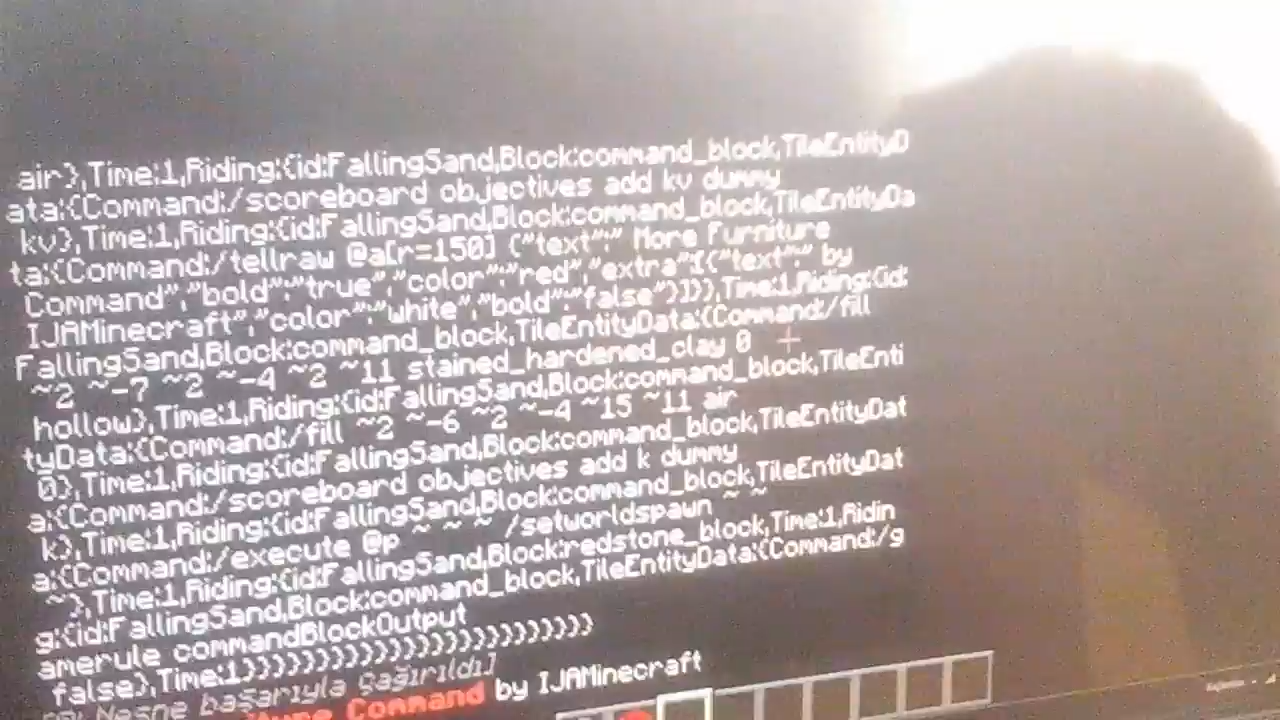 air},Time:1,Riding:{id:FallingSand,Block:command_block,TileEntityD
ata:{Command:/scoreboard objectives add kv dummy
kv},Time:1,Riding:{id:FallingSand,Block:command_block,TileEntityDa
ta:{Command:/tellraw @a[r=150] {"text":" More Furniture
Command","bold":"true","color":"red","extra":[{"text":" by
IJAMinecraft","color":"white","bold":"false"}]}},Time:1,Riding:{id:
FallingSand,Block:command_block,TileEntityData:{Command:/fill
~2 ~-7 ~2 ~-4 ~2 ~11 stained_hardened_clay 0
hollow},Time:1,Riding:{id:FallingSand,Block:command_block,TileEnti
tyData:{Command:/fill ~2 ~-6 ~2 ~-4 ~15 ~11 air
0},Time:1,Riding:{id:FallingSand,Block:command_block,TileEntityDat
a:{Command:/scoreboard objectives add k dummy
k},Time:1,Riding:{id:FallingSand,Block:command_block,TileEntityDat
a:{Command:/execute @p ~ ~ ~ /setworldspawn ~ ~
~},Time:1,Riding:{id:FallingSand,Block:redstone_block,Time:1,Ridin
g:{id:FallingSand,Block:command_block,TileEntityData:{Command:/g
amerule commandBlockOutput
false},Time:1}}}}}}}}}}}}}}}}}}}}}}}}
Nesne başarıyla çağırıldı]
Command by IJAMinecraft